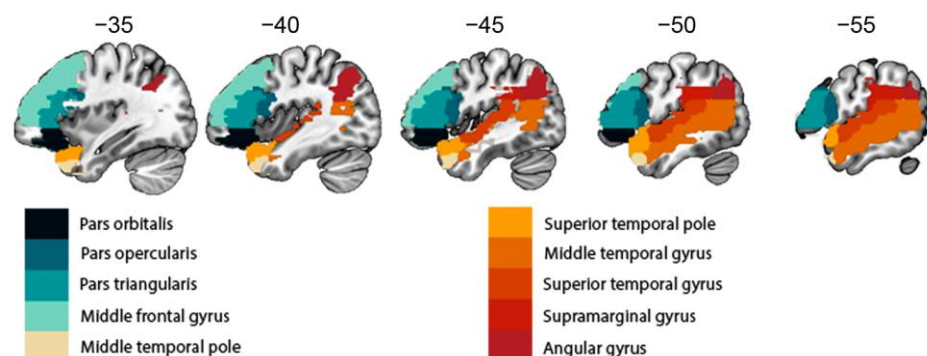 −35 −40 −45 −50 −55
Pars orbitalis
Pars opercularis
Pars triangularis
Middle frontal gyrus
Middle temporal pole
Superior temporal pole
Middle temporal gyrus
Superior temporal gyrus
Supramarginal gyrus
Angular gyrus